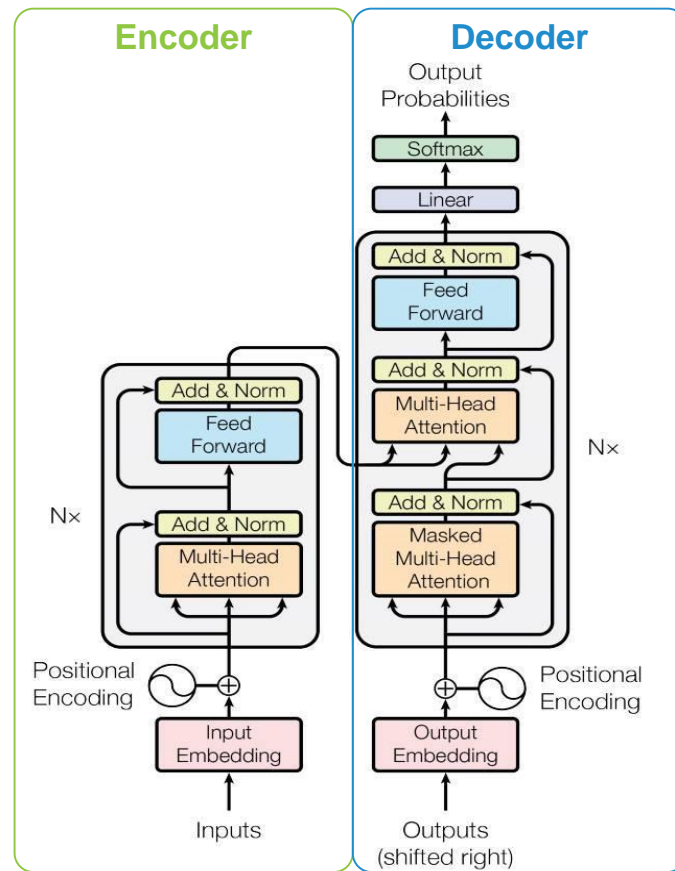 Encoder
Decoder
Output
Probabilities
Softmax
Linear
Add & Norm
Feed
Forward
Add & Norm
Multi-Head
Attention
Add & Norm
Masked
Multi-Head
Attention
N×
Add & Norm
Feed
Forward
Add & Norm
Multi-Head
Attention
N×
Positional
Encoding
Positional
Encoding
Input
Embedding
Output
Embedding
Inputs
Outputs
(shifted right)